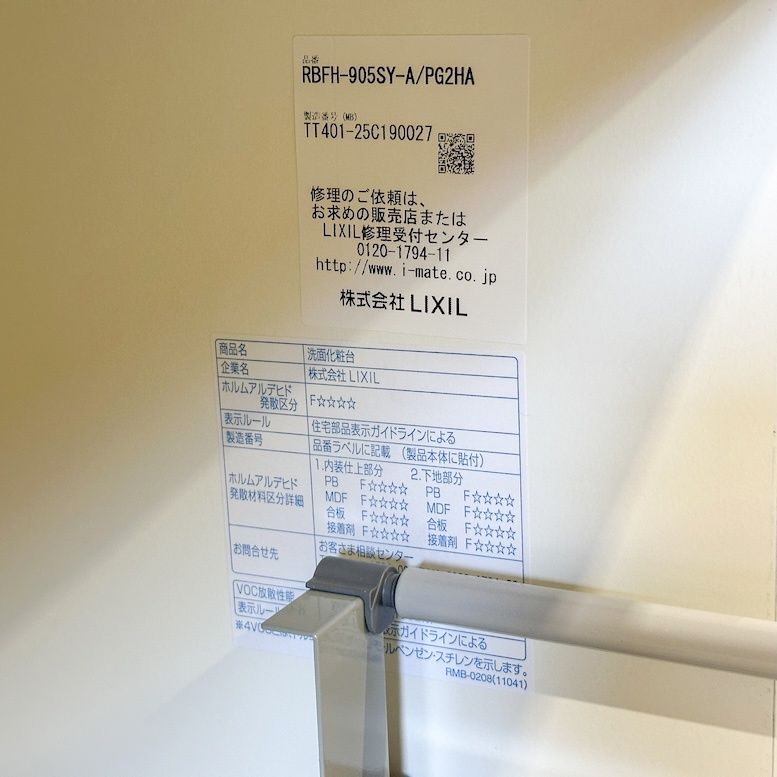 品番
RBFH-905SY-A/PG2HA
製造番号 (MB)
TT401-25C190027
修理のご依頼は、
お求めの販売店または
LIXIL修理受付センター
0120-1794-11
http://www.i-mate.co.jp
株式会社 LIXIL
商品名 洗面化粧台
企業名 株式会社 LIXIL
ホルムアルデヒド
発散区分 F☆☆☆☆
表示ルール 住宅部品表示ガイドラインによる
製造番号 品番ラベルに記載 (製品本体に貼付)
ホルムアルデヒド
発散材料区分詳細
1.内装仕上部分 2.下地部分
PB F☆☆☆☆ PB F☆☆☆☆
MDF F☆☆☆☆ MDF F☆☆☆☆
合板 F☆☆☆☆ 合板 F☆☆☆☆
接着剤 F☆☆☆☆ 接着剤 F☆☆☆☆
お問合せ先 お客さま相談センター
VOC放散性能
表示ルール 表示ガイドラインによる
ルベンゼン・スチレンを示します。
RMB-0208(11041)